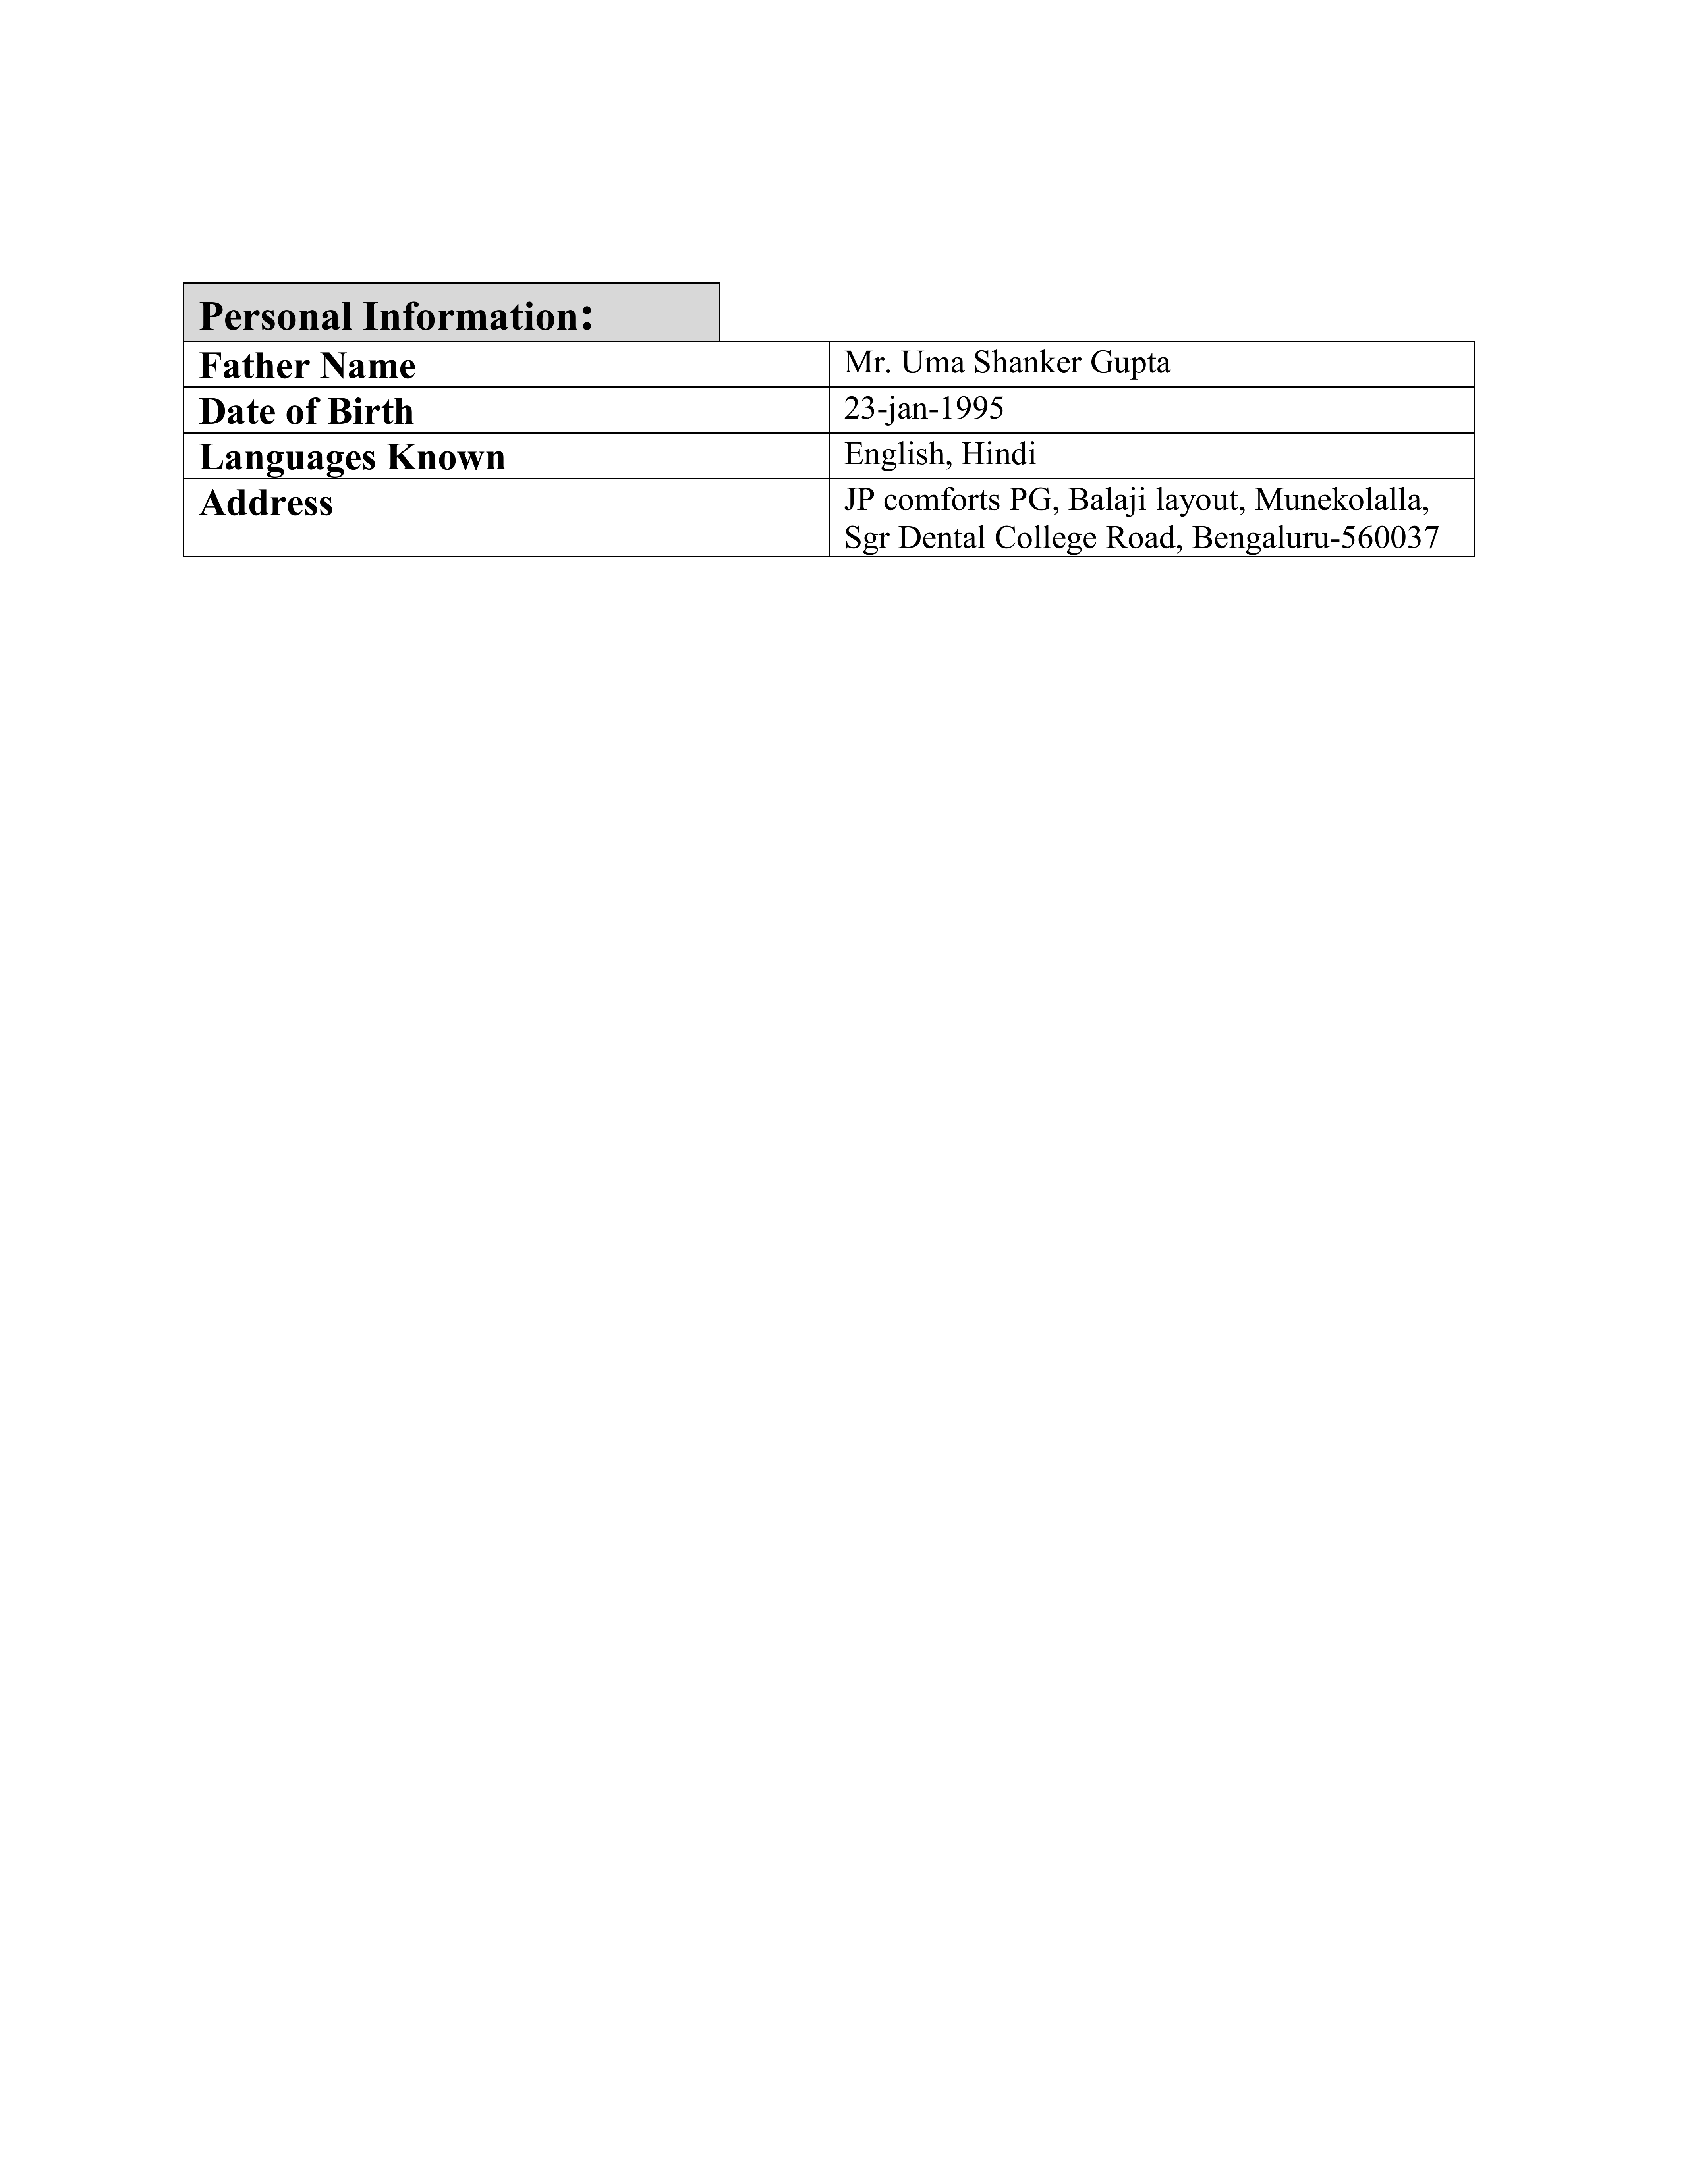 Personal Information:
Father Name Mr. Uma Shanker Gupta
Date of Birth 23-jan-1995
Languages Known English, Hindi
Address JP comforts PG, Balaji layout, Munekolalla,
Sgr Dental College Road, Bengaluru-560037